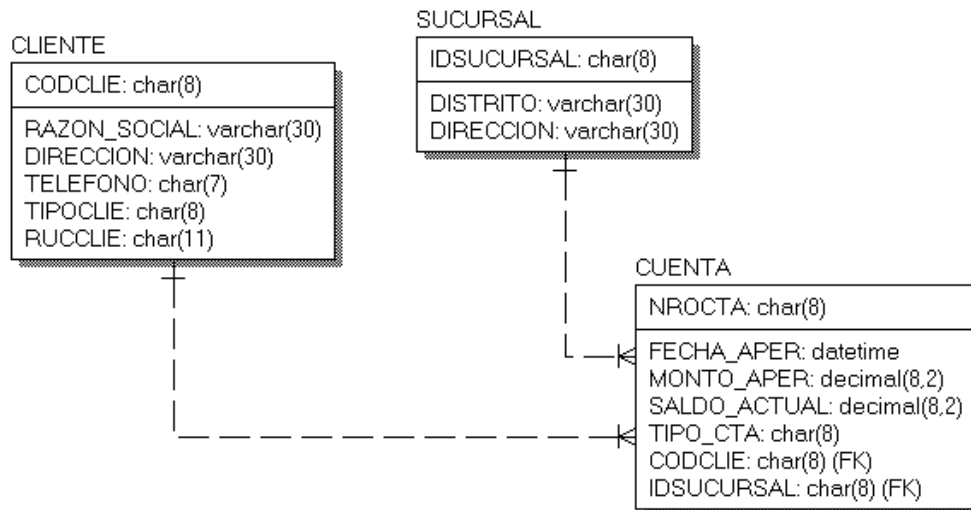 CLIENTE
CODCLIE: char(8)
RAZON_SOCIAL: varchar(30)
DIRECCION: varchar(30)
TELEFONO: char(7)
TIPOCLIE: char(8)
RUCCLIE: char(11)
SUCURSAL
IDSUCURSAL: char(8)
DISTRITO: varchar(30)
DIRECCION: varchar(30)
CUENTA
NROCTA: char(8)
FECHA_APER: datetime
MONTO_APER: decimal(8,2)
SALDO_ACTUAL: decimal(8,2)
TIPO_CTA: char(8)
CODCLIE: char(8) (FK)
IDSUCURSAL: char(8) (FK)